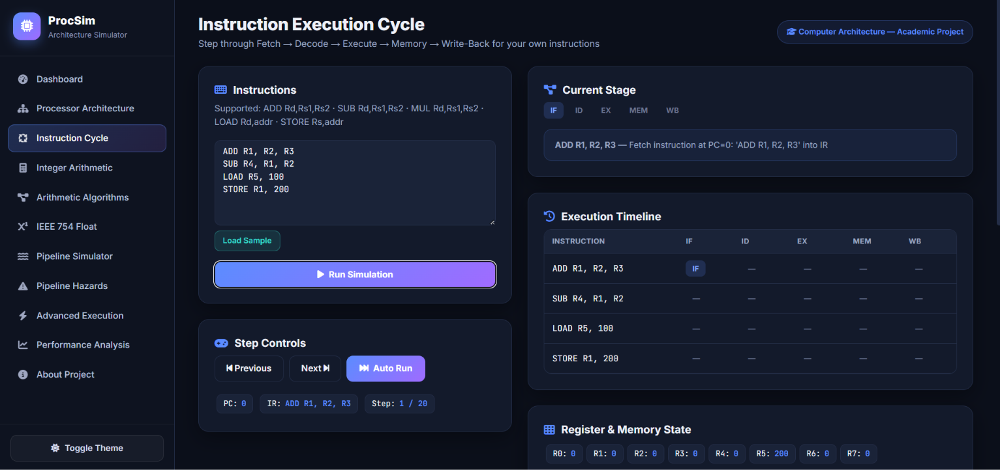 ProcSim
Architecture Simulator
Dashboard
Processor Architecture
Instruction Cycle
Integer Arithmetic
Arithmetic Algorithms
IEEE 754 Float
Pipeline Simulator
Pipeline Hazards
Advanced Execution
Performance Analysis
About Project
Toggle Theme
Instruction Execution Cycle
Step through Fetch → Decode → Execute → Memory → Write-Back for your own instructions
Computer Architecture — Academic Project
Instructions
Supported: ADD Rd,Rs1,Rs2 · SUB Rd,Rs1,Rs2 · MUL Rd,Rs1,Rs2 ·
LOAD Rd,addr · STORE Rs,addr
ADD R1, R2, R3
SUB R4, R1, R2
LOAD R5, 100
STORE R1, 200
Load Sample
Run Simulation
Step Controls
Previous Next Auto Run
PC: 0 IR: ADD R1, R2, R3 Step: 1 / 20
Current Stage
IF ID EX MEM WB
ADD R1, R2, R3 — Fetch instruction at PC=0: 'ADD R1, R2, R3' into IR
Execution Timeline
INSTRUCTION IF ID EX MEM WB
ADD R1, R2, R3 IF — — — —
SUB R4, R1, R2 — — — — —
LOAD R5, 100 — — — — —
STORE R1, 200 — — — — —
Register & Memory State
R0: 0 R1: 0 R2: 0 R3: 0 R4: 0 R5: 200 R6: 0 R7: 0